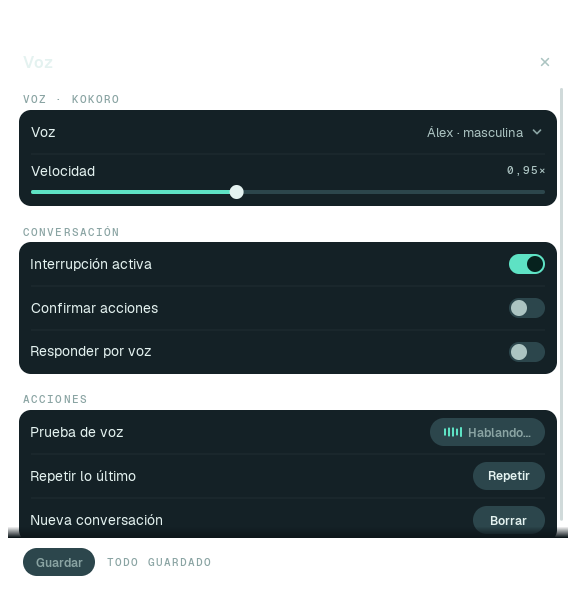 Voz
VOZ · KOKORO
Voz
Álex · masculina
Velocidad
0,95×
CONVERSACIÓN
Interrupción activa
Confirmar acciones
Responder por voz
ACCIONES
Prueba de voz
Hablando…
Repetir lo último
Repetir
Nueva conversación
Borrar
Guardar
TODO GUARDADO